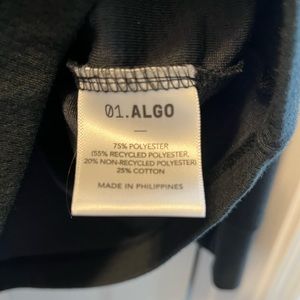 01.ALGO
—
75% POLYESTER
(55% RECYCLED POLYESTER,
20% NON-RECYCLED POLYESTER)
25% COTTON
MADE IN PHILIPPINES